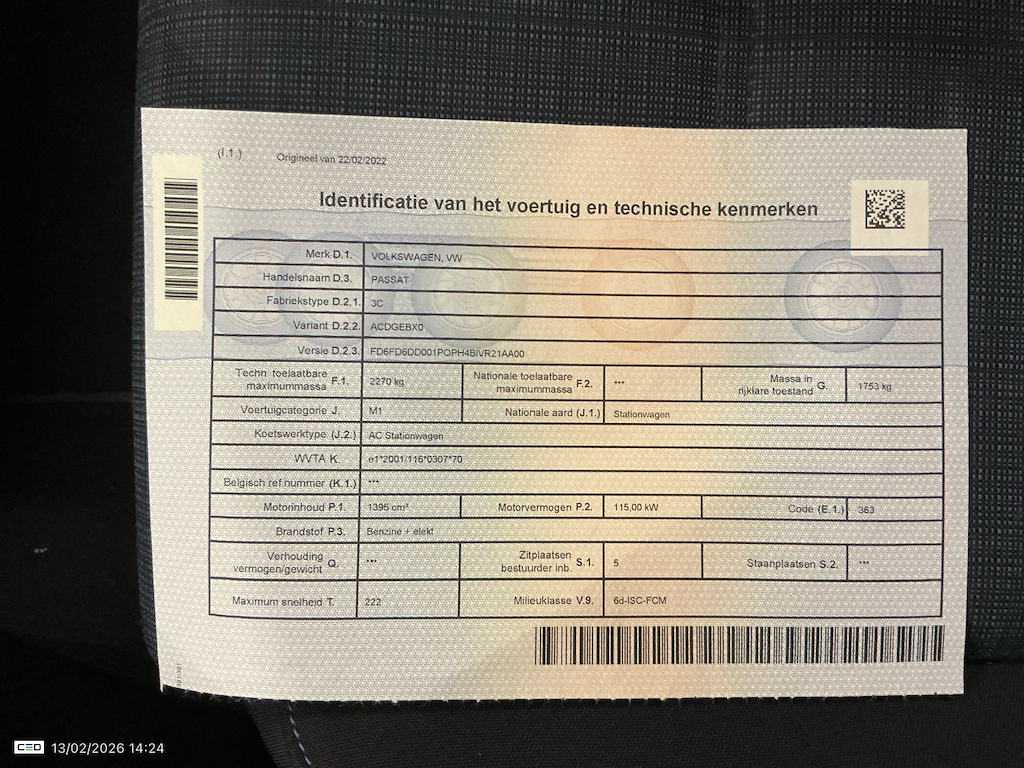 (I.1.)
Origineel van 22/02/2022
Identificatie van het voertuig en technische kenmerken
Merk D.1. VOLKSWAGEN, VW
Handelsnaam D.3. PASSAT
Fabriekstype D.2.1. 3C
Variant D.2.2. ACDGEBX0
Versie D.2.3. FD6FD6DD001POPH4BIVR21AA00
Techn. toelaatbare maximummassa F.1. 2270 kg Nationale toelaatbare maximummassa F.2. *** Massa in rijklare toestand G. 1753 kg
Voertuigcategorie J. M1 Nationale aard (J.1.) Stationwagen
Koetswerktype (J.2.) AC Stationwagen
WVTA K. e1*2001/116*0307*70
Belgisch ref nummer (K.1.) ***
Motorinhoud P.1. 1395 cm³ Motorvermogen P.2. 115,00 kW Code (E.1.) 363
Brandstof P.3. Benzine + elekt
Verhouding vermogen/gewicht Q. *** Zitplaatsen bestuurder inb. S.1. 5 Staanplaatsen S.2. ***
Maximum snelheid T. 222 Milieuklasse V.9. 6d-ISC-FCM
CEO 13/02/2026 14:24